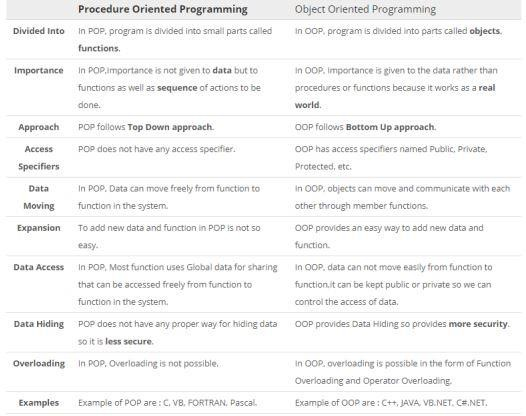 Procedure Oriented Programming Object Oriented Programming
Divided Into In POP, program is divided into small parts called In OOP, program is divided into parts called objects.
functions.
Importance In POP,Importance is not given to data but to In OOP, Importance is given to the data rather than
functions as well as sequence of actions to be procedures or functions because it works as a real
done. world.
Approach POP follows Top Down approach. OOP follows Bottom Up approach.
Access POP does not have any access specifier. OOP has access specifiers named Public, Private,
Specifiers Protected, etc.
Data In POP, Data can move freely from function to In OOP, objects can move and communicate with each
Moving function in the system. other through member functions.
Expansion To add new data and function in POP is not so OOP provides an easy way to add new data and
easy. function.
Data Access In POP, Most function uses Global data for sharing In OOP, data can not move easily from function to
that can be accessed freely from function to function,it can be kept public or private so we can
function in the system. control the access of data.
Data Hiding POP does not have any proper way for hiding data OOP provides Data Hiding so provides more security.
so it is less secure.
Overloading In POP, Overloading is not possible. In OOP, overloading is possible in the form of Function
Overloading and Operator Overloading.
Examples Example of POP are : C, VB, FORTRAN, Pascal. Example of OOP are : C++, JAVA, VB.NET, C#.NET.